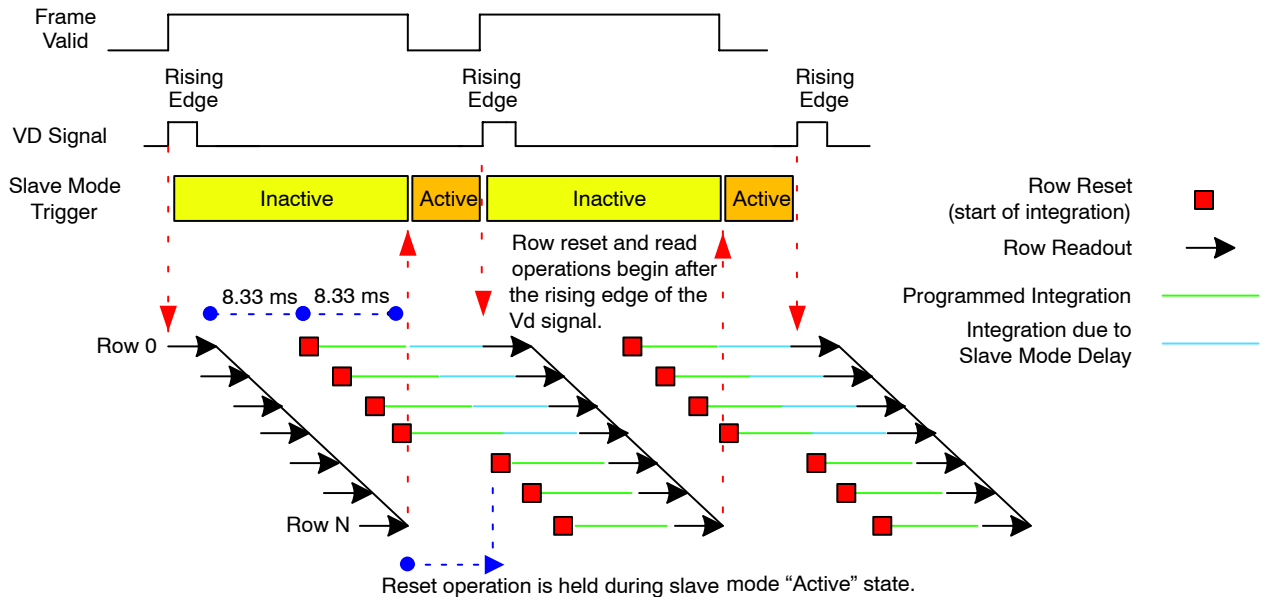 Frame
Valid
Rising
Edge
Rising
Edge
Rising
Edge
VD Signal
Slave Mode
Trigger
Inactive
Active
Inactive
Active
Row Reset
(start of integration)
Row Readout
Programmed Integration
Integration due to
Slave Mode Delay
Row reset and read
operations begin after
the rising edge of the
Vd signal.
8.33 ms
8.33 ms
Row 0
Row N
Reset operation is held during slave mode “Active” state.